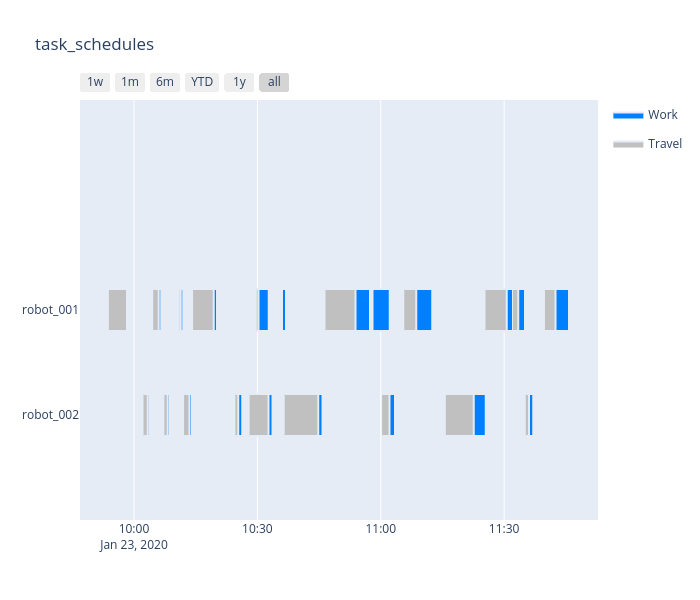 task_schedules
1w 1m 6m YTD 1y all
Work
Travel
robot_001
robot_002
10:00 10:30 11:00 11:30
Jan 23, 2020